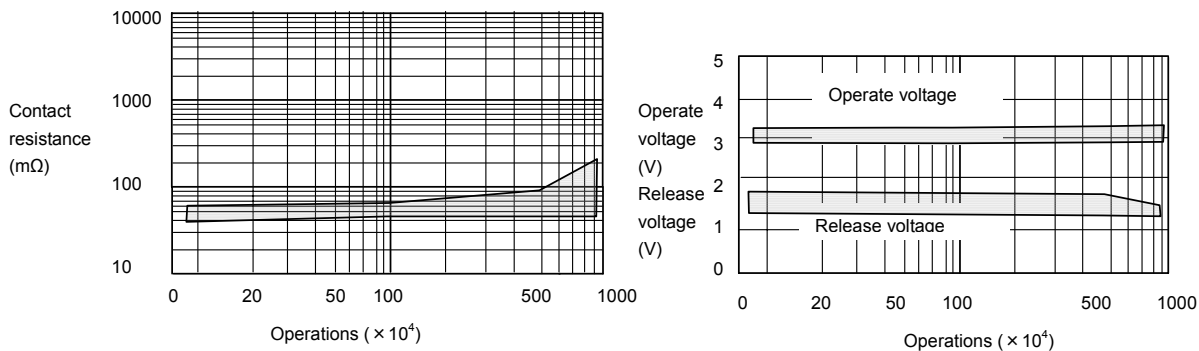 10000
1000
100
10
Contact
resistance
(mΩ)
0 20 50 100 500 1000
Operations ( × 10⁴)
5
4
3
2
1
0
Operate
voltage
(V)
Release
voltage
(V)
Operate voltage
Release voltage
0 20 50 100 500 1000
Operations ( × 10⁴)